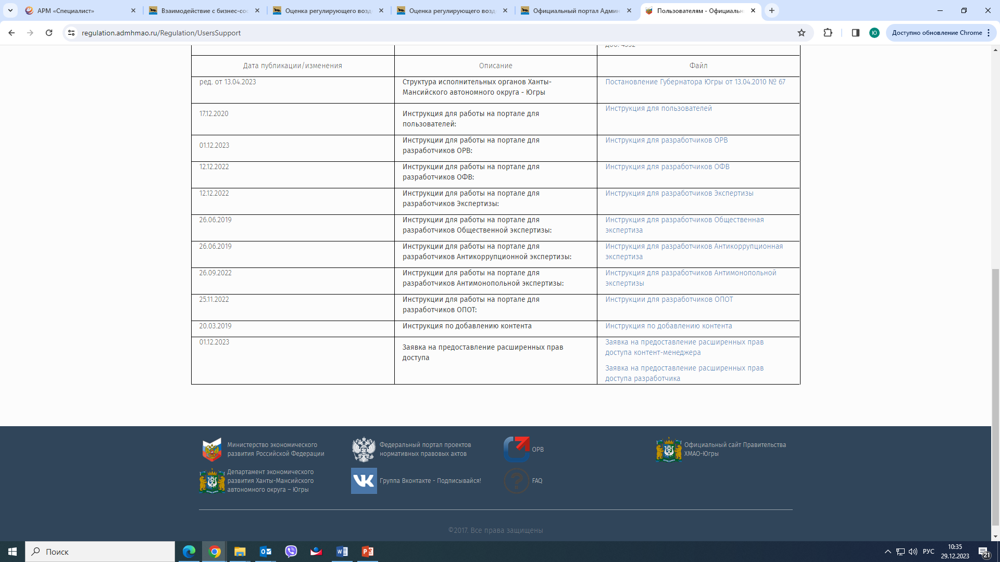 АРМ «Специалист»
Взаимодействие с бизнес-соо
Оценка регулирующего возд
Оценка регулирующего возд
Официальный портал Админ
Пользователям - Официальн
regulation.admhmao.ru/Regulation/UsersSupport
Ю
Доступно обновление Chrome
доб. 4552
Дата публикации/изменения
Описание
Файл
ред. от 13.04.2023
Структура исполнительных органов Ханты-
Мансийского автономного округа - Югры
Постановление Губернатора Югры от 13.04.2010 № 67
17.12.2020
Инструкция для работы на портале для
пользователей:
Инструкция для пользователей
01.12.2023
Инструкции для работы на портале для
разработчиков ОРВ:
Инструкция для разработчиков ОРВ
12.12.2022
Инструкции для работы на портале для
разработчиков ОФВ:
Инструкция для разработчиков ОФВ
12.12.2022
Инструкции для работы на портале для
разработчиков Экспертизы:
Инструкция для разработчиков Экспертизы
26.06.2019
Инструкции для работы на портале для
разработчиков Общественной экспертизы:
Инструкция для разработчиков Общественная
экспертиза
26.06.2019
Инструкции для работы на портале для
разработчиков Антикоррупционной экспертизы:
Инструкция для разработчиков Антикоррупционная
экспертиза
26.09.2022
Инструкции для работы на портале для
разработчиков Антимонопольной экспертизы:
Инструкция для разработчиков Антимонопольной
экспертизы
25.11.2022
Инструкции для работы на портале для
разработчиков ОПОТ:
Инструкции для разработчиков ОПОТ
20.03.2019
Инструкция по добавлению контента
Инструкция по добавлению контента
01.12.2023
Заявка на предоставление расширенных прав
доступа
Заявка на предоставление расширенных прав
доступа контент-менеджера
Заявка на предоставление расширенных прав
доступа разработчика
Министерство экономического
развития Российской Федерации
Федеральный портал проектов
нормативных правовых актов
ОРВ
Официальный сайт Правительства
ХМАО-Югры
Департамент экономического
развития Ханты-Мансийского
автономного округа – Югры
Группа Вконтакте - Подписывайся!
FAQ
©2017. Все права защищены
Поиск
РУС
10:35
29.12.2023
21